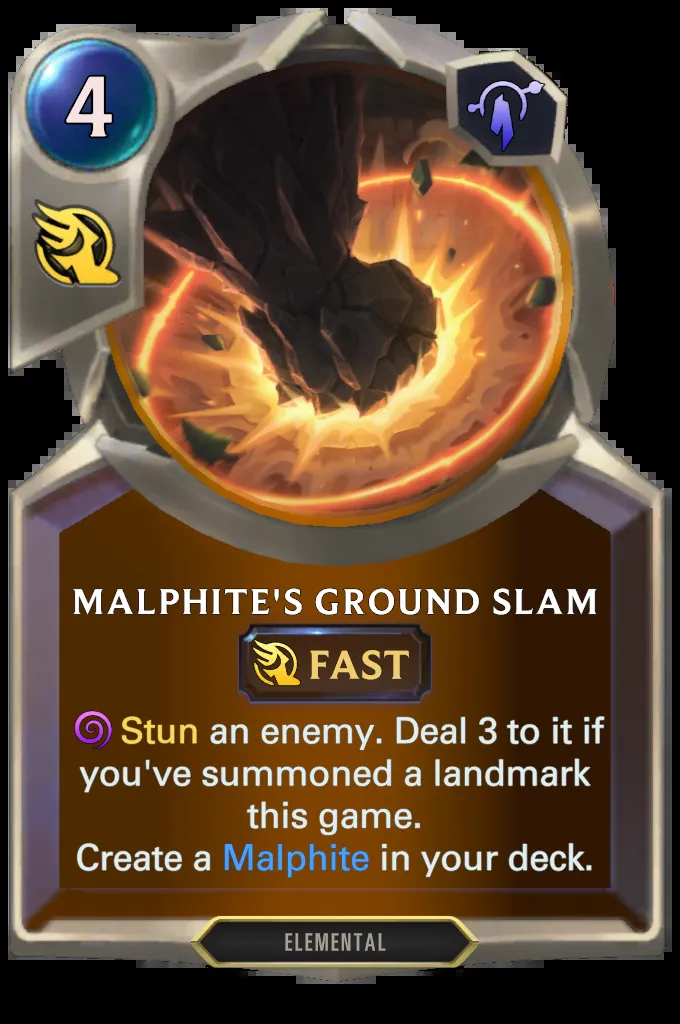 4
MALPHITE'S GROUND SLAM
FAST
Stun an enemy. Deal 3 to it if
you've summoned a landmark
this game.
Create a Malphite in your deck.
ELEMENTAL